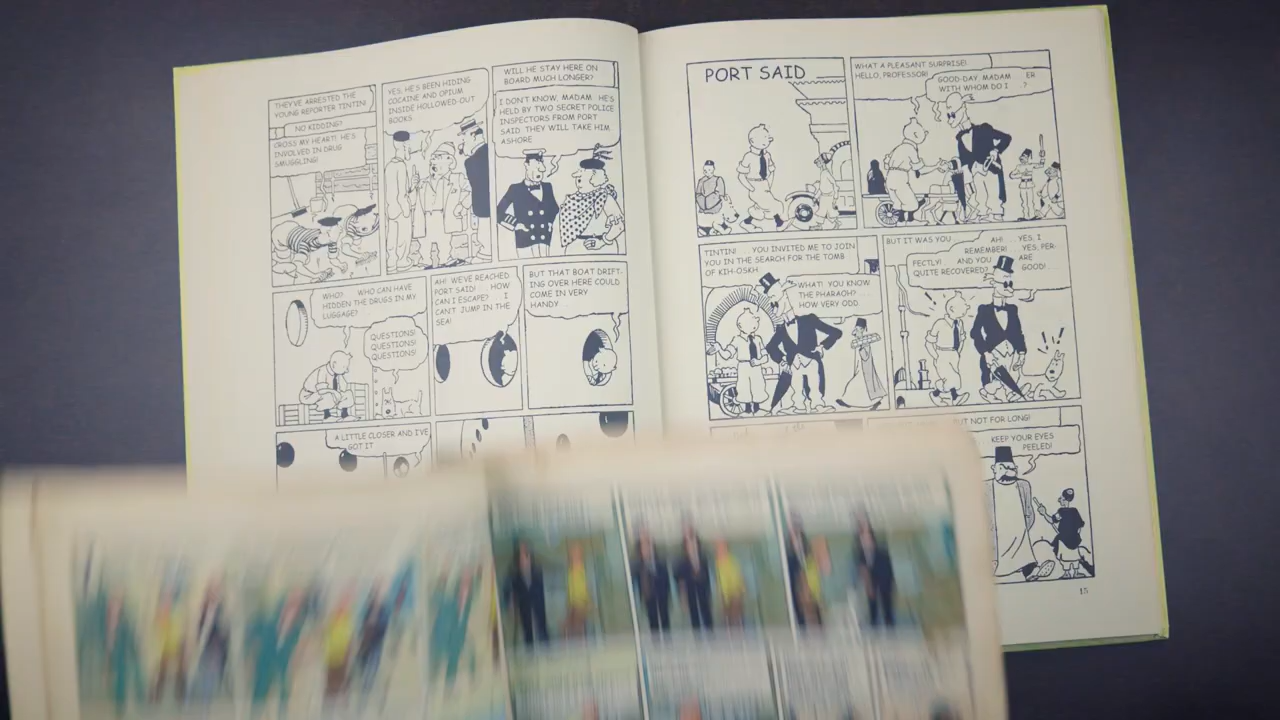 THEY'VE ARRESTED THE
YOUNG REPORTER TINTIN!
NO KIDDING?
CROSS MY HEART! HE'S
INVOLVED IN DRUG
SMUGGLING!
YES, HE'S BEEN HIDING
COCAINE AND OPIUM
INSIDE HOLLOWED-OUT
BOOKS
WILL HE STAY HERE ON
BOARD MUCH LONGER?
I DON'T KNOW, MADAM. HE'S
HELD BY TWO SECRET POLICE
INSPECTORS FROM PORT
SAID. THEY WILL TAKE HIM
ASHORE
WHO? WHO CAN HAVE
HIDDEN THE DRUGS IN MY
LUGGAGE?
QUESTIONS!
QUESTIONS!
QUESTIONS!
AH! WE'VE REACHED
PORT SAID! . . HOW
CAN I ESCAPE? I
CAN'T JUMP IN THE
SEA!
BUT THAT BOAT DRIFT-
ING OVER HERE COULD
COME IN VERY
HANDY . . .
A LITTLE CLOSER AND I'VE
GOT IT
PORT SAID
WHAT A PLEASANT SURPRISE!
HELLO, PROFESSOR!
GOOD-DAY, MADAM . . . ER
WITH WHOM DO I . . . ?
TINTIN! . . . YOU INVITED ME TO JOIN
YOU IN THE SEARCH FOR THE TOMB
OF KIH-OSKH.
WHAT! YOU KNOW
THE PHARAOH? . . .
HOW VERY ODD.
BUT IT WAS YOU
AH! . . . YES, I
REMEMBER! . . . YES, PER-
FECTLY! . . . AND YOU ARE
QUITE RECOVERED? GOOD! . . .
UT NOT FOR LONG!
KEEP YOUR EYES
PEELED!
15